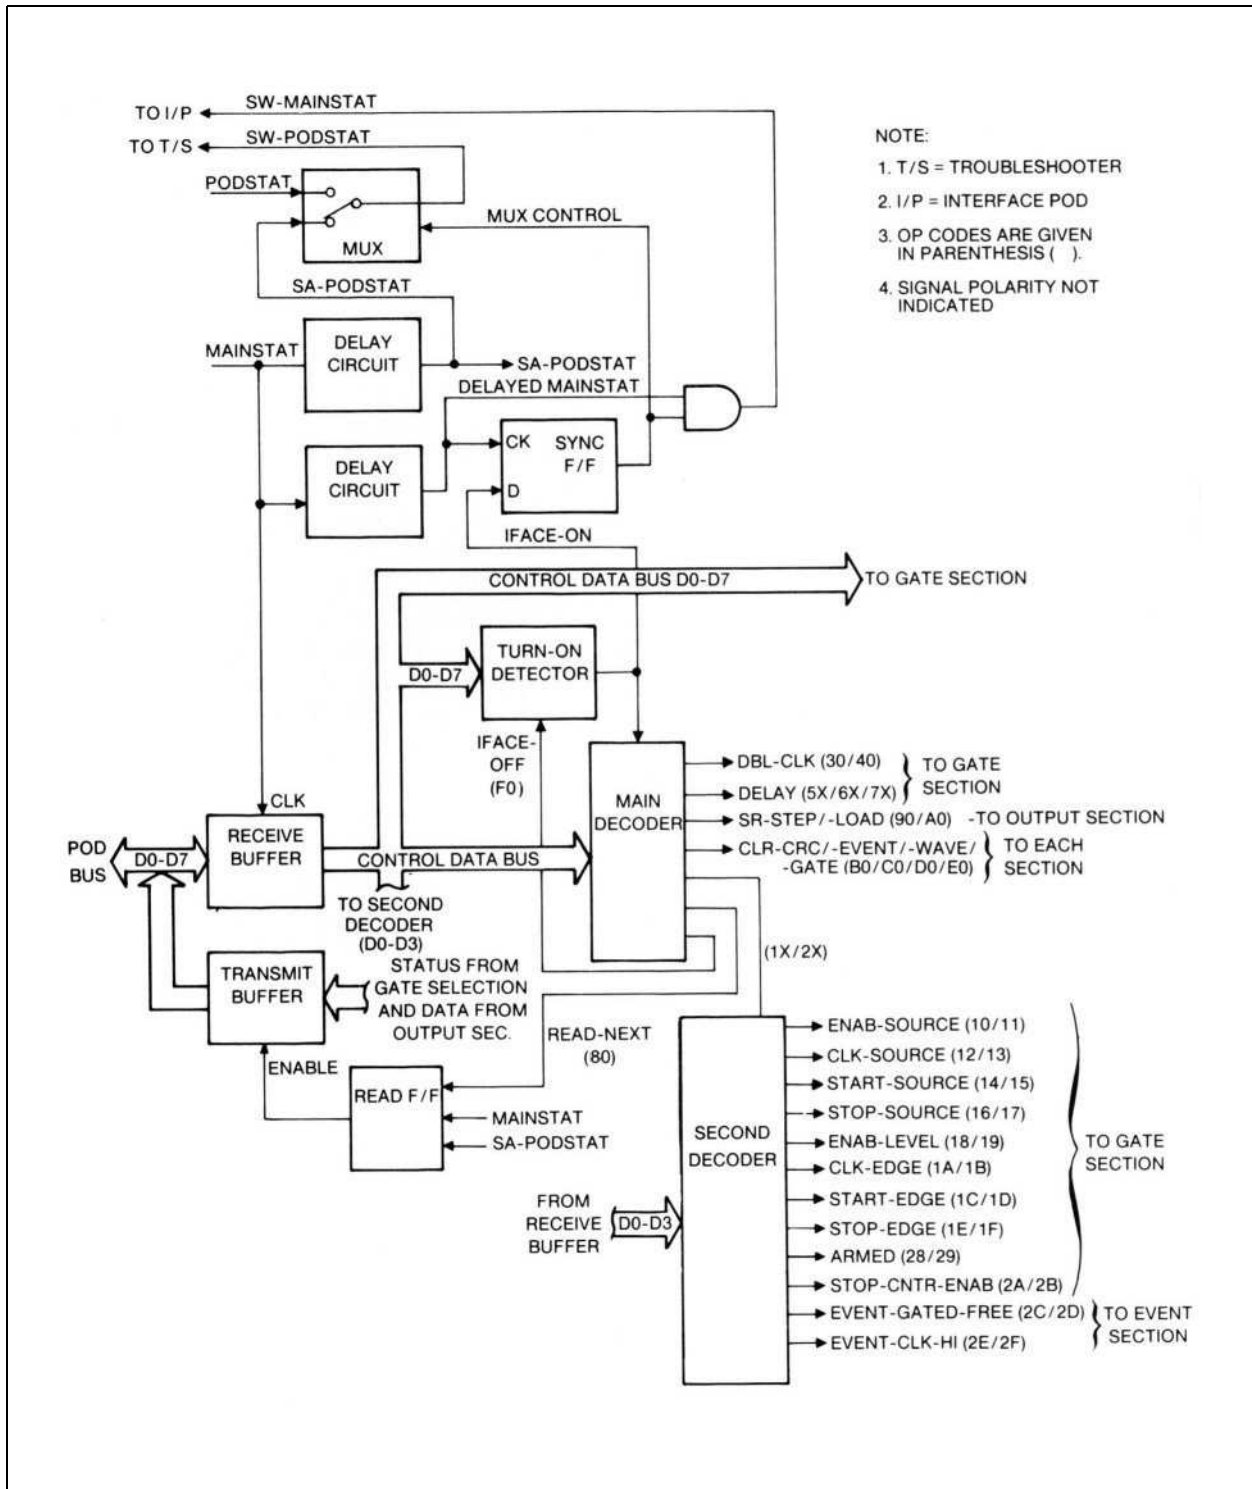 TO I/P
SW-MAINSTAT
TO T/S
SW-PODSTAT
PODSTAT
MUX
MUX CONTROL
SA-PODSTAT
NOTE:
1. T/S = TROUBLESHOOTER
2. I/P = INTERFACE POD
3. OP CODES ARE GIVEN
IN PARENTHESIS ( ).
4. SIGNAL POLARITY NOT
INDICATED
MAINSTAT
DELAY
CIRCUIT
SA-PODSTAT
DELAYED MAINSTAT
DELAY
CIRCUIT
CK
SYNC
F/F
D
IFACE-ON
CONTROL DATA BUS D0-D7
TO GATE SECTION
D0-D7
TURN-ON
DETECTOR
IFACE-
OFF
(F0)
CLK
POD
BUS
D0-D7
RECEIVE
BUFFER
CONTROL DATA BUS
MAIN
DECODER
DBL-CLK (30/40)
DELAY (5X/6X/7X)
TO GATE
SECTION
SR-STEP/-LOAD (90/A0) -TO OUTPUT SECTION
CLR-CRC/-EVENT/-WAVE/
-GATE (B0/C0/D0/E0)
TO EACH
SECTION
TO SECOND
DECODER
(D0-D3)
(1X/2X)
TRANSMIT
BUFFER
STATUS FROM
GATE SELECTION
AND DATA FROM
OUTPUT SEC.
ENABLE
READ-NEXT
(80)
READ F/F
MAINSTAT
SA-PODSTAT
FROM
RECEIVE
BUFFER
D0-D3
SECOND
DECODER
ENAB-SOURCE (10/11)
CLK-SOURCE (12/13)
START-SOURCE (14/15)
STOP-SOURCE (16/17)
ENAB-LEVEL (18/19)
CLK-EDGE (1A/1B)
START-EDGE (1C/1D)
STOP-EDGE (1E/1F)
ARMED (28/29)
STOP-CNTR-ENAB (2A/2B)
TO GATE
SECTION
EVENT-GATED-FREE (2C/2D)
EVENT-CLK-HI (2E/2F)
TO EVENT
SECTION